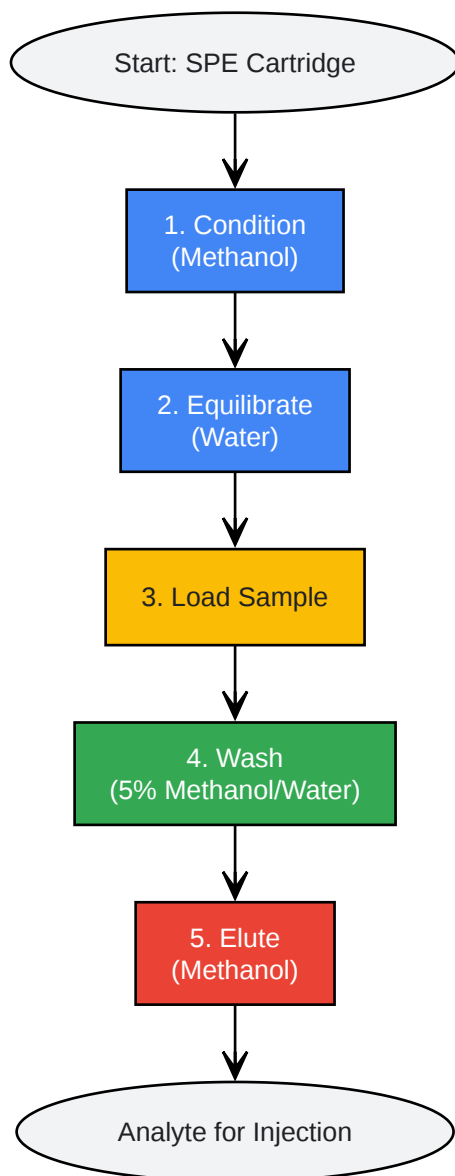 Start: SPE Cartridge
1. Condition
(Methanol)
2. Equilibrate
(Water)
3. Load Sample
4. Wash
(5% Methanol/Water)
5. Elute
(Methanol)
Analyte for Injection